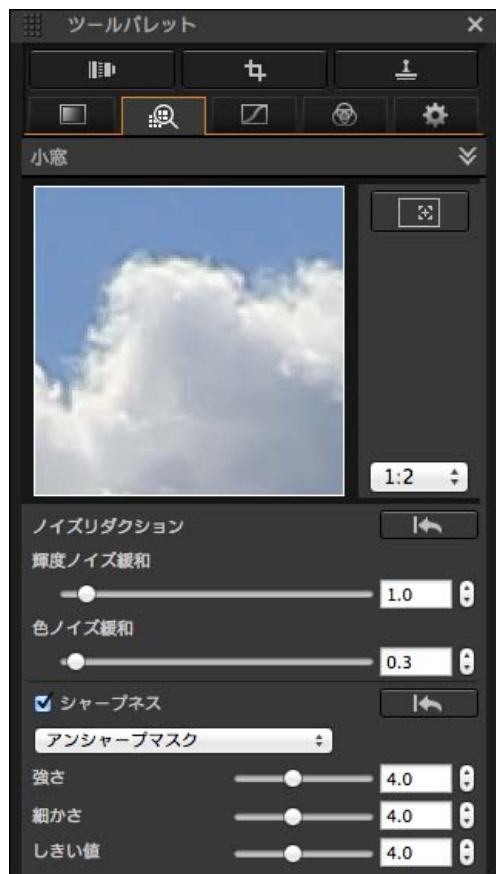 ツールパレット
小窓
1:2
ノイズリダクション
輝度ノイズ緩和
1.0
色ノイズ緩和
0.3
シャープネス
アンシャープマスク
強さ
4.0
細かさ
4.0
しきい値
4.0